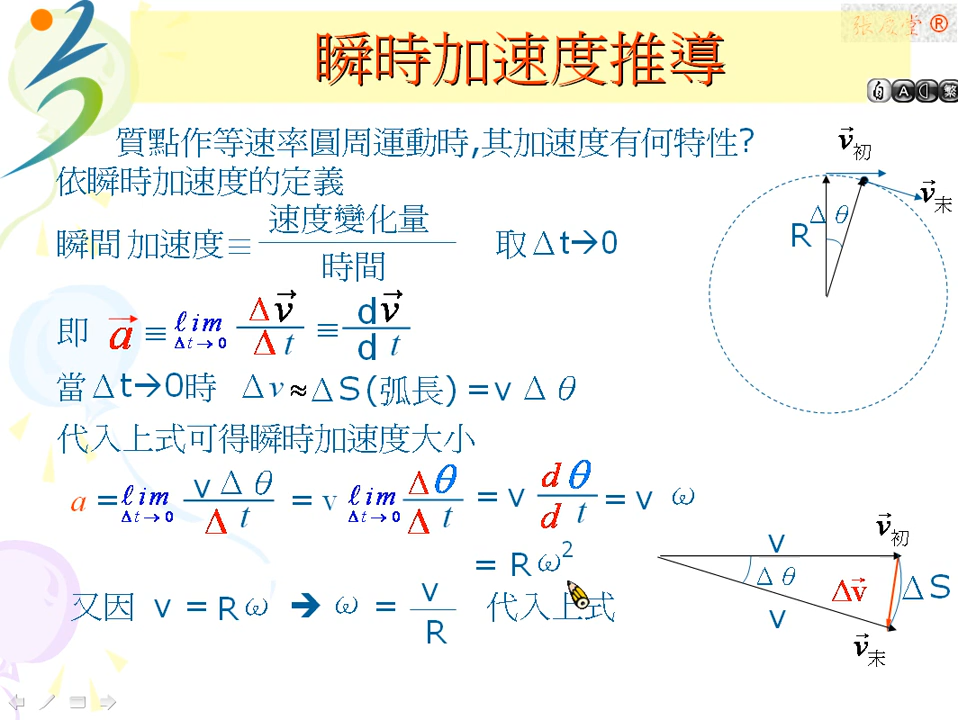 瞬時加速度推導
®
A 繁
質點作等速率圓周運動時,其加速度有何特性?
依瞬時加速度的定義
瞬間加速度≡ 速度變化量 / 時間 取Δt→0
即 a⃗ ≡ ℓim Δt→0 Δv⃗ / Δt ≡ dv⃗ / dt
當Δt→0時 Δv≈ΔS(弧長)=vΔθ
代入上式可得瞬時加速度大小
a = ℓim Δt→0 vΔθ / Δt = v ℓim Δt→0 Δθ / Δt = v dθ / dt = vω
= Rω²
又因 v = Rω → ω = v / R 代入上式
v⃗初
v⃗末
Δθ
R
v⃗初
v
Δθ
Δv⃗
ΔS
v
v⃗末